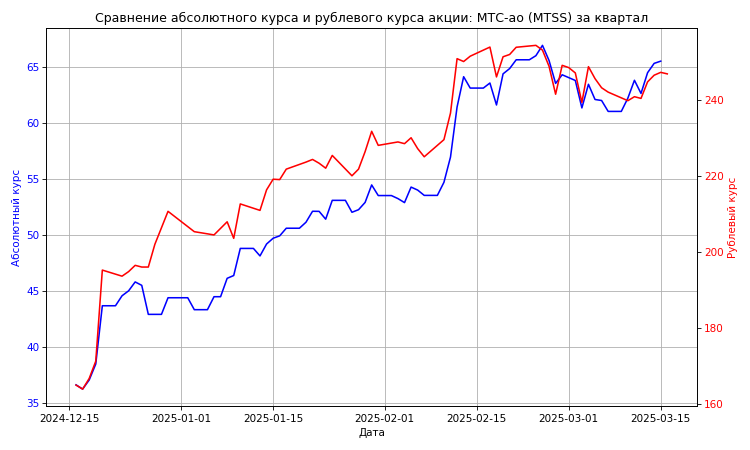 Сравнение абсолютного курса и рублевого курса акции: МТС-ао (MTSS) за квартал
Абсолютный курс
65
60
55
50
45
40
35
240
220
200
180
160
Рублевый курс
2024-12-15 2025-01-01 2025-01-15 2025-02-01 2025-02-15 2025-03-01 2025-03-15
Дата